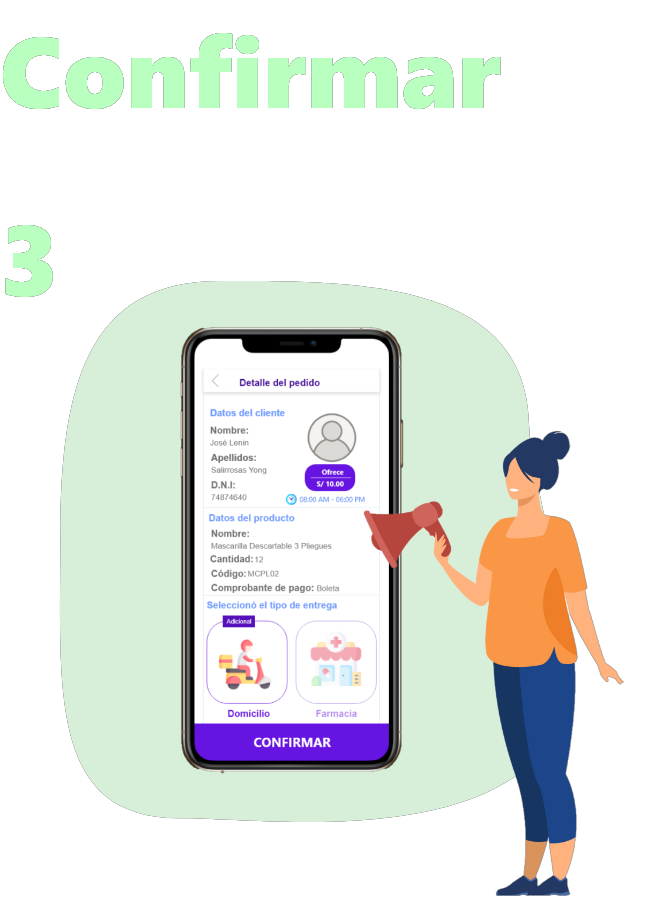 Confirmar
3
Detalle del pedido
Datos del cliente
Nombre:
José Lenin
Apellidos:
Salirrosas Yong
D.N.I:
74874640
Ofrece
S/ 10.00
08:00 AM - 06:00 PM
Datos del producto
Nombre:
Mascarilla Descartable 3 Pliegues
Cantidad: 12
Código: MCPL02
Comprobante de pago: Boleta
Seleccionó el tipo de entrega
Adicional
Domicilio
Farmacia
CONFIRMAR